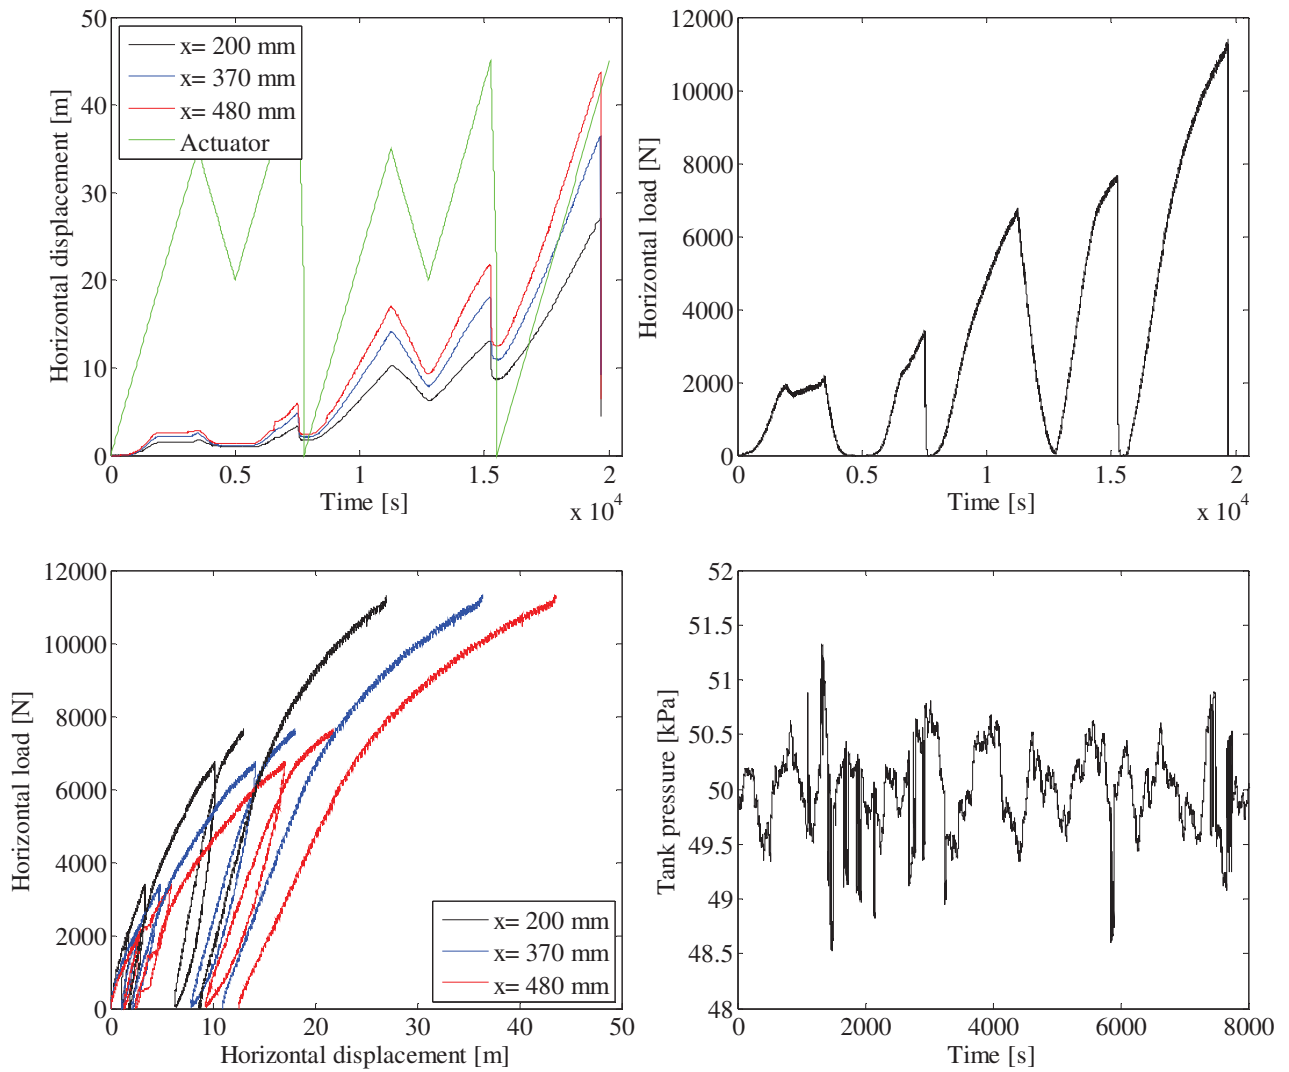 50
40
30
20
10
0
Horizontal displacement [m]
x= 200 mm
x= 370 mm
x= 480 mm
Actuator
0 0.5 1 1.5 2
Time [s]
x 10⁴
12000
10000
8000
6000
4000
2000
0
Horizontal load [N]
0 0.5 1 1.5 2
Time [s]
x 10⁴
12000
10000
8000
6000
4000
2000
0
Horizontal load [N]
x= 200 mm
x= 370 mm
x= 480 mm
0 10 20 30 40 50
Horizontal displacement [m]
52
51.5
51
50.5
50
49.5
49
48.5
48
Tank pressure [kPa]
0 2000 4000 6000 8000
Time [s]